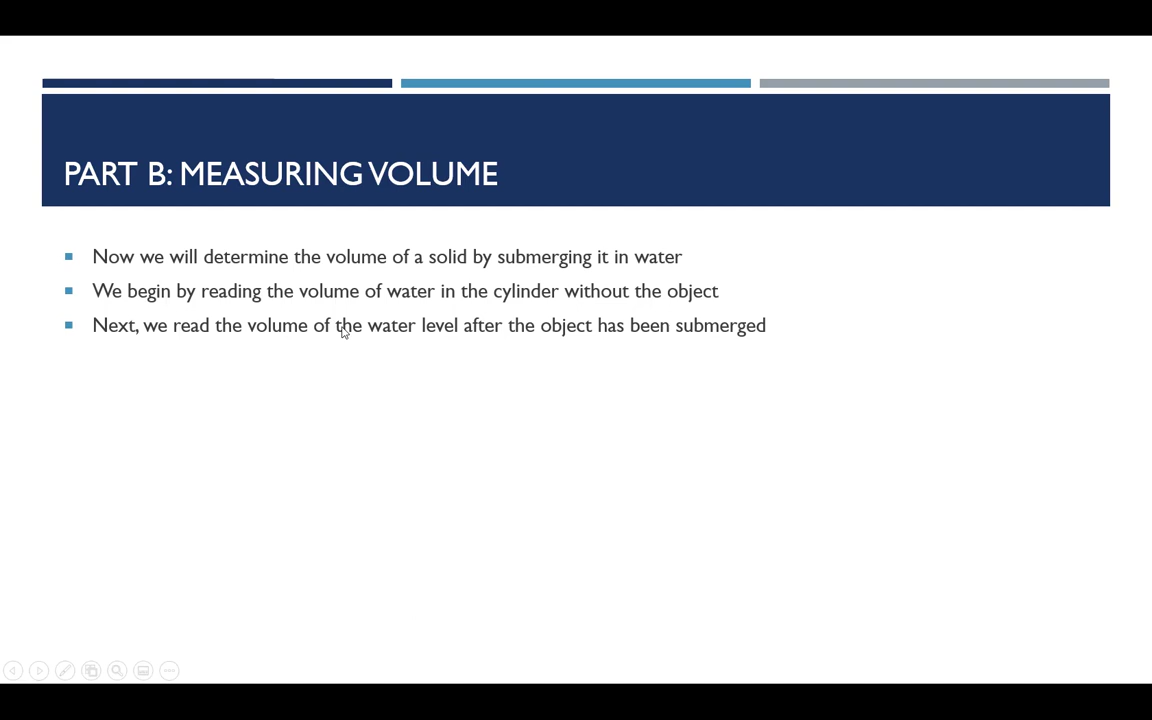 PART B: MEASURING VOLUME
Now we will determine the volume of a solid by submerging it in water
We begin by reading the volume of water in the cylinder without the object
Next, we read the volume of the water level after the object has been submerged